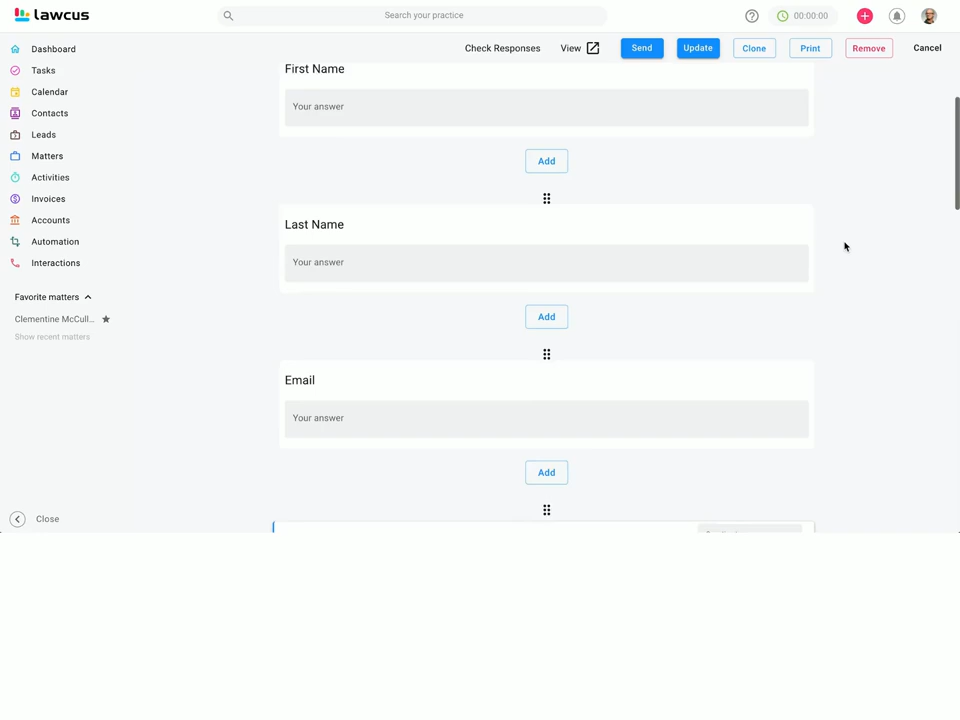 lawcus
Search your practice
00:00:00
Check Responses
View
Send
Update
Clone
Print
Remove
Cancel
Dashboard
Tasks
Calendar
Contacts
Leads
Matters
Activities
Invoices
Accounts
Automation
Interactions
Favorite matters
Clementine McCull...
Show recent matters
Close
First Name
Your answer
Add
Last Name
Your answer
Add
Email
Your answer
Add